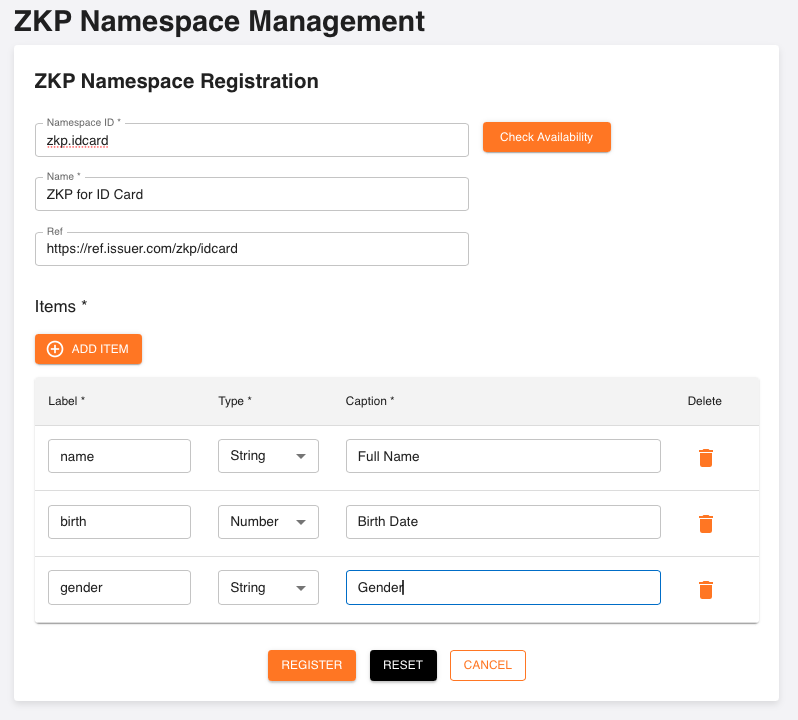 ZKP Namespace Management
ZKP Namespace Registration
Namespace ID *
zkp.idcard
Check Availability
Name *
ZKP for ID Card
Ref
https://ref.issuer.com/zkp/idcard
Items *
ADD ITEM
Label * Type * Caption * Delete
name String Full Name
birth Number Birth Date
gender String Gender
REGISTER RESET CANCEL